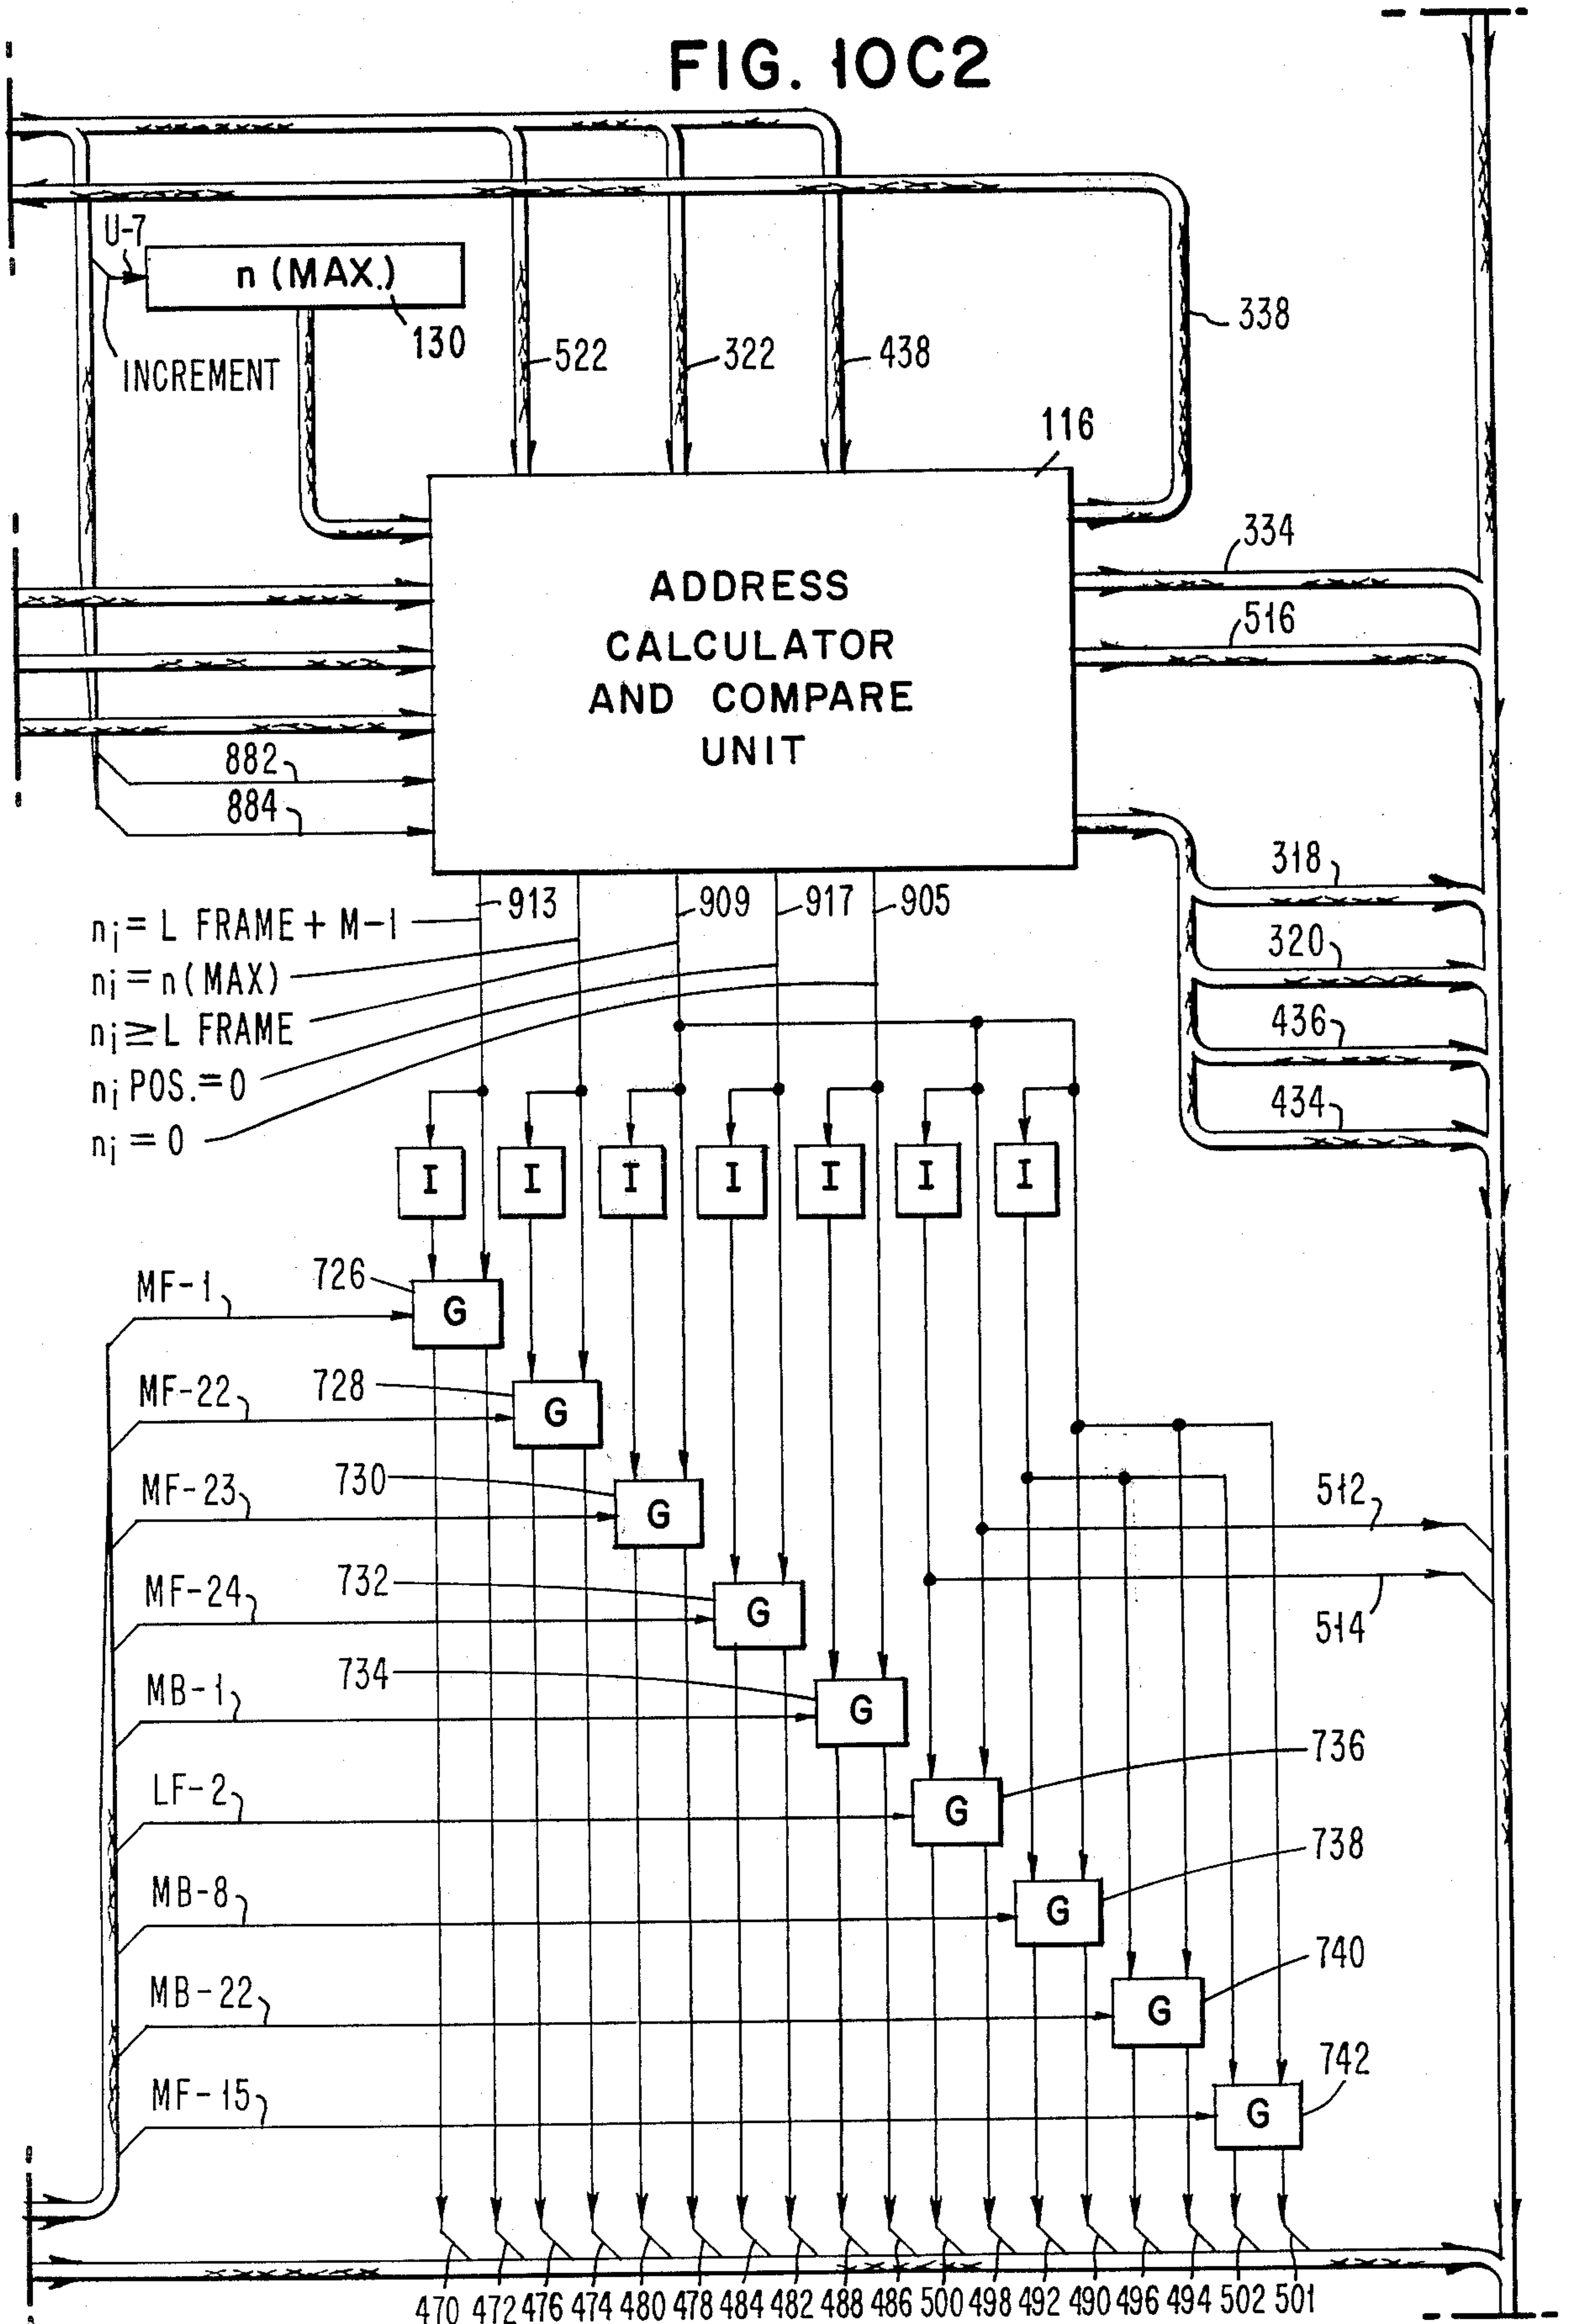 FIG. 10C2
U-7
n (MAX.)
130
INCREMENT
522
322
438
338
116
ADDRESS
CALCULATOR
AND COMPARE
UNIT
334
516
882
884
318
320
436
434
913
909
917
905
ni = L FRAME + M-1
ni = n(MAX)
ni ≥ L FRAME
ni POS. = 0
ni = 0
I I I I I I I
MF-1
726
G
MF-22
728
G
MF-23
730
G
512
MF-24
732
G
514
MB-1
734
G
LF-2
G
736
MB-8
G
738
MB-22
G
740
MF-15
G
742
470 472 476 474 480 478 484 482 488 486 500 498 492 490 496 494 502 501